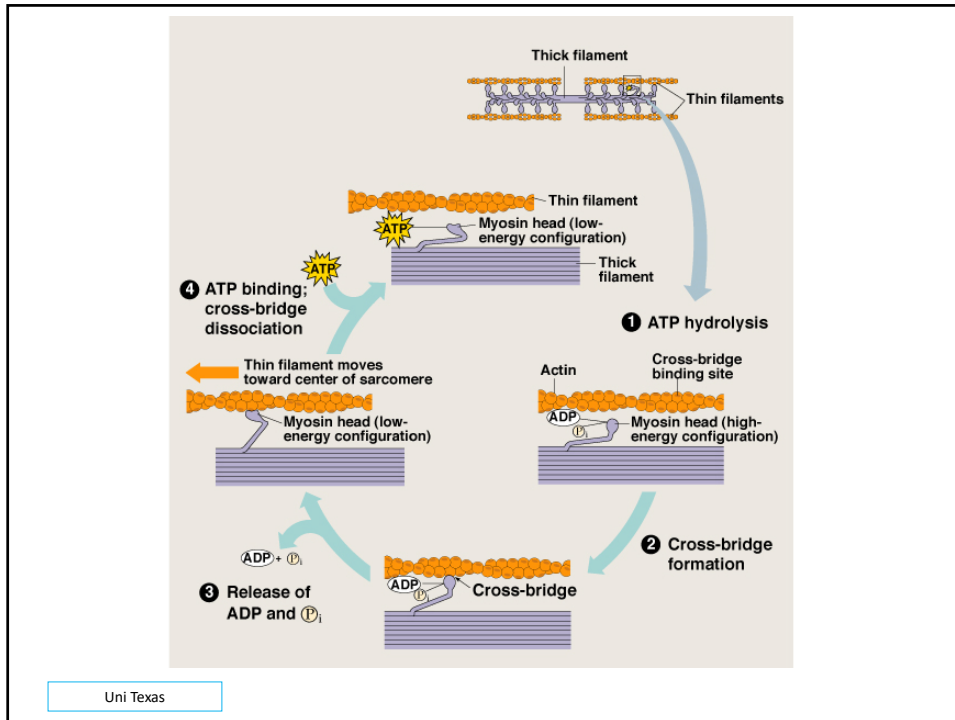 Thick filament
Thin filaments
Thin filament
ATP
Myosin head (low-
energy configuration)
Thick
filament
ATP
4 ATP binding;
cross-bridge
dissociation
1 ATP hydrolysis
Thin filament moves
toward center of sarcomere
Myosin head (low-
energy configuration)
Actin
Cross-bridge
binding site
ADP
Pi
Myosin head (high-
energy configuration)
2 Cross-bridge
formation
ADP + Pi
3 Release of
ADP and Pi
ADP
Pi
Cross-bridge
Uni Texas